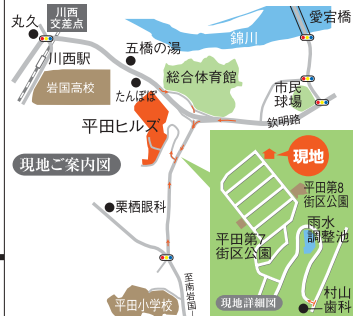 川西
交差点
丸久
愛宕橋
錦川
五橋の湯
川西駅
総合体育館
市民
球場
岩国高校
たんぽぽ
欽明路
平田ヒルズ
現地ご案内図
現地
平田第8
街区公園
栗栖眼科
雨水
調整池
平田第7
街区公園
至南岩国
村山
歯科
平田小学校
現地詳細図